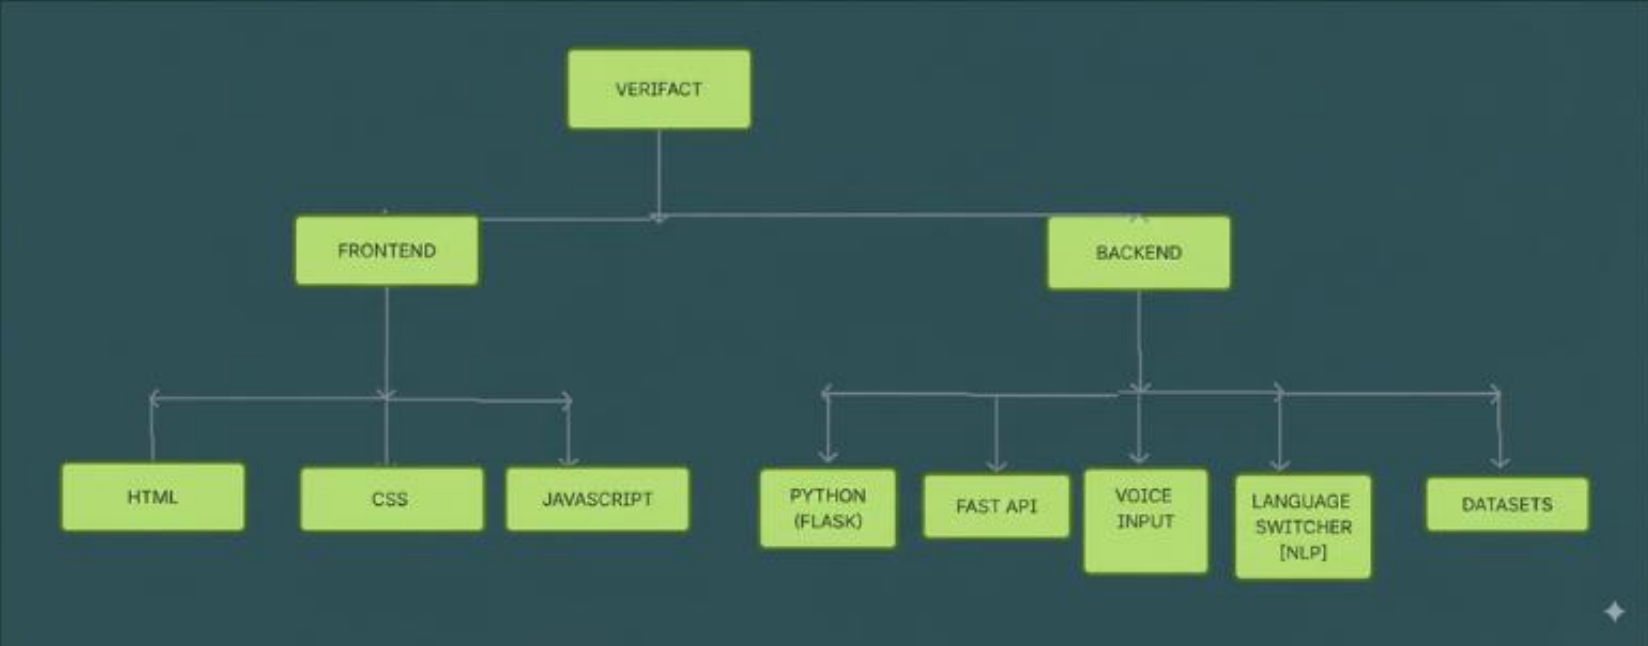 VERIFACT
FRONTEND
BACKEND
HTML
CSS
JAVASCRIPT
PYTHON
(FLASK)
FAST API
VOICE
INPUT
LANGUAGE
SWITCHER
[NLP]
DATASETS